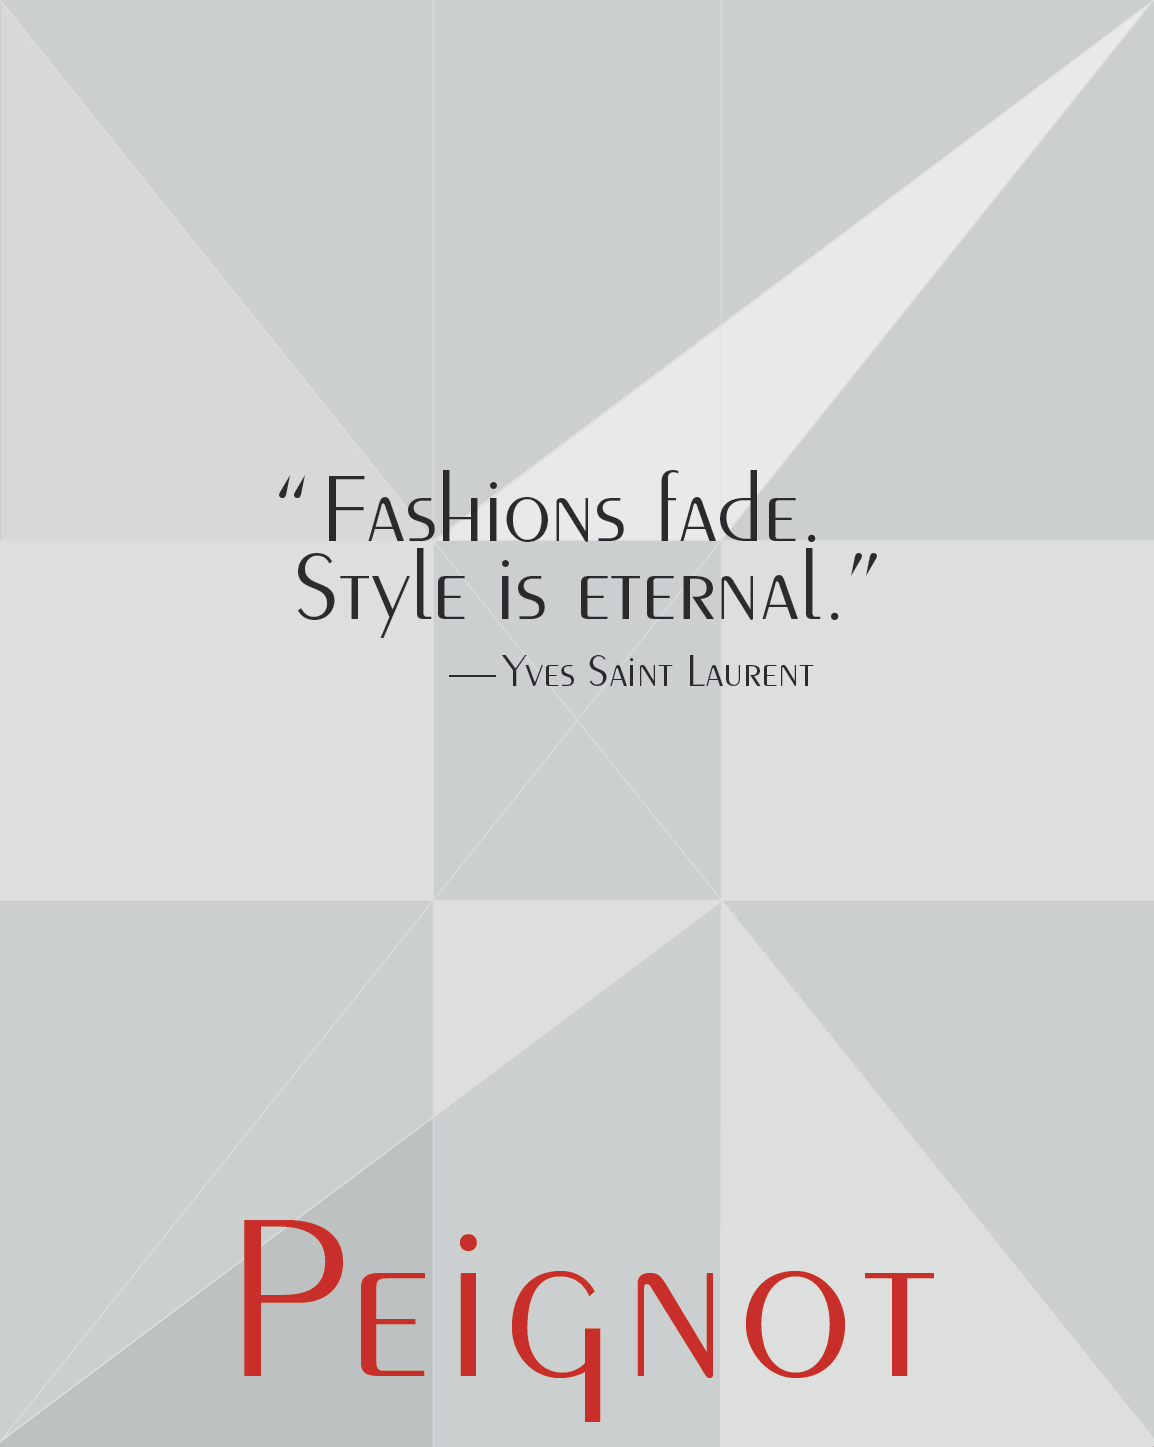 “Fashions fade.
Style is eternal.”
—Yves Saint Laurent
Peignot